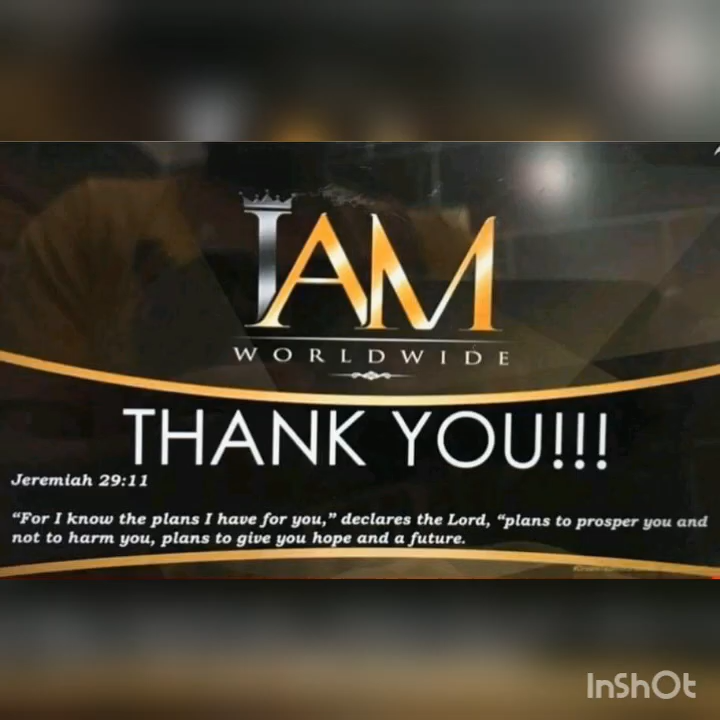 IAM
WORLDWIDE
THANK YOU!!!
Jeremiah 29:11
“For I know the plans I have for you,” declares the Lord, “plans to prosper you and
not to harm you, plans to give you hope and a future.
InShOt